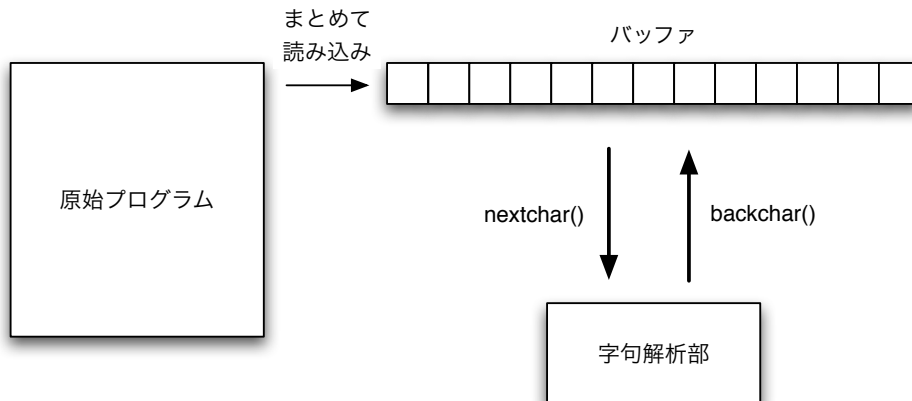 まとめて
読み込み
バッファ
原始プログラム
nextchar()
backchar()
字句解析部